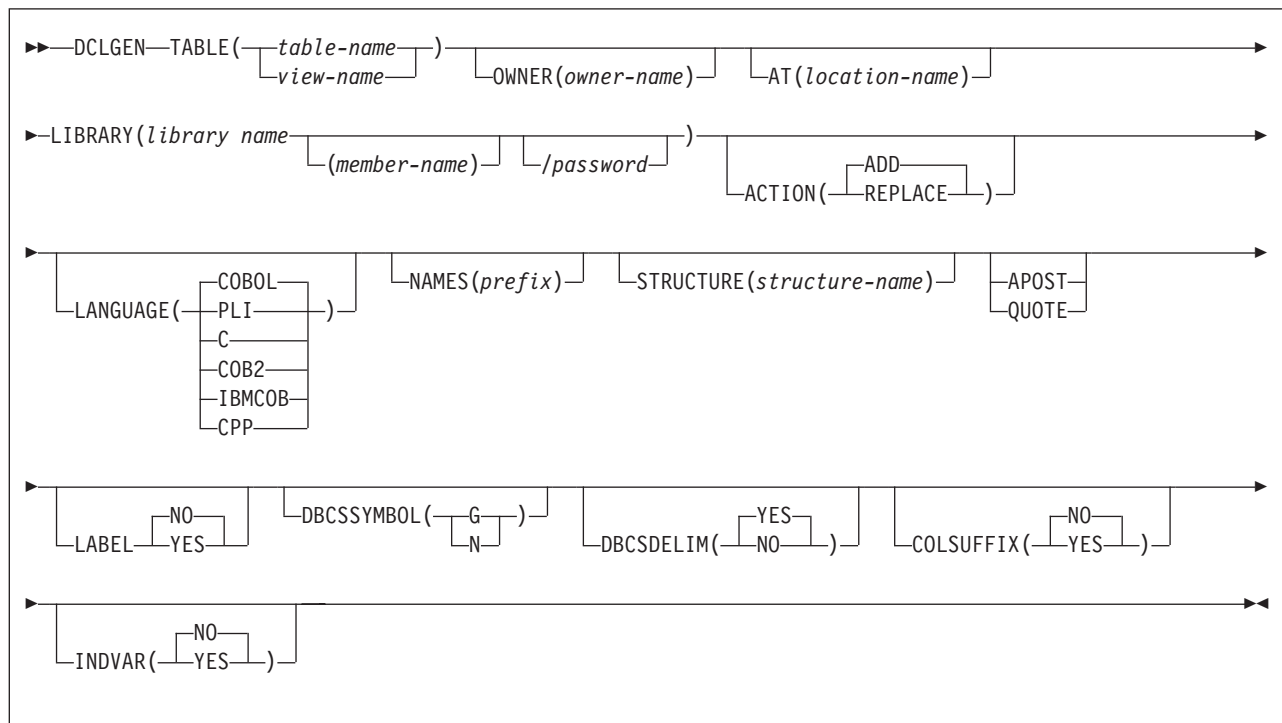 DCLGEN TABLE( table-name )
view-name OWNER(owner-name) AT(location-name)
LIBRARY(library name )
(member-name) /password ADD
ACTION( REPLACE )
COBOL NAMES(prefix) STRUCTURE(structure-name) APOST
LANGUAGE( PLI ) QUOTE
C
COB2
IBMCOB
CPP
NO DBCSSYMBOL( G ) YES NO
LABEL YES N DBCSDELIM( NO ) COLSUFFIX( YES )
NO
INDVAR( YES )